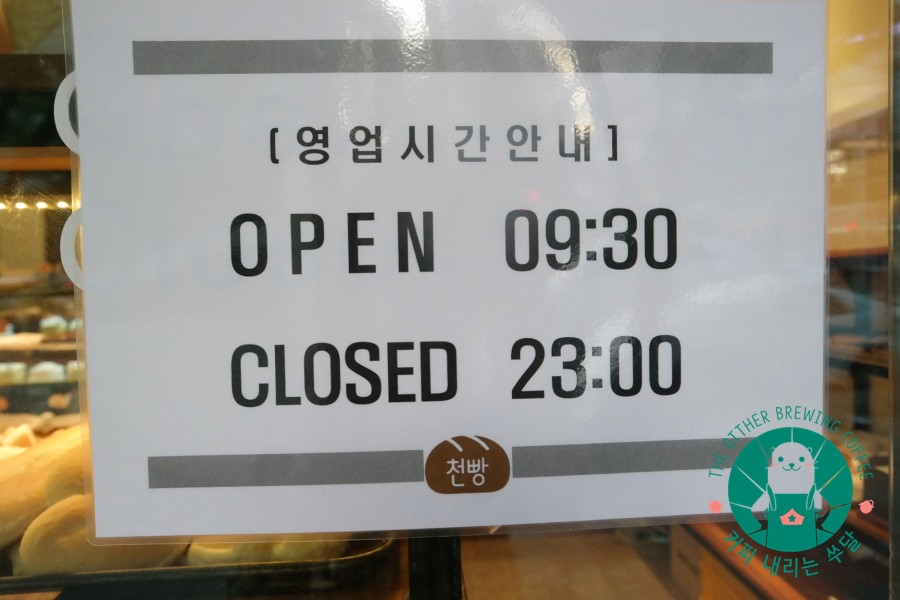 [영업시간안내]
OPEN 09:30
CLOSED 23:00
천빵
THE OTTHER BREWING COFFEE
커피 내리는 쑤달